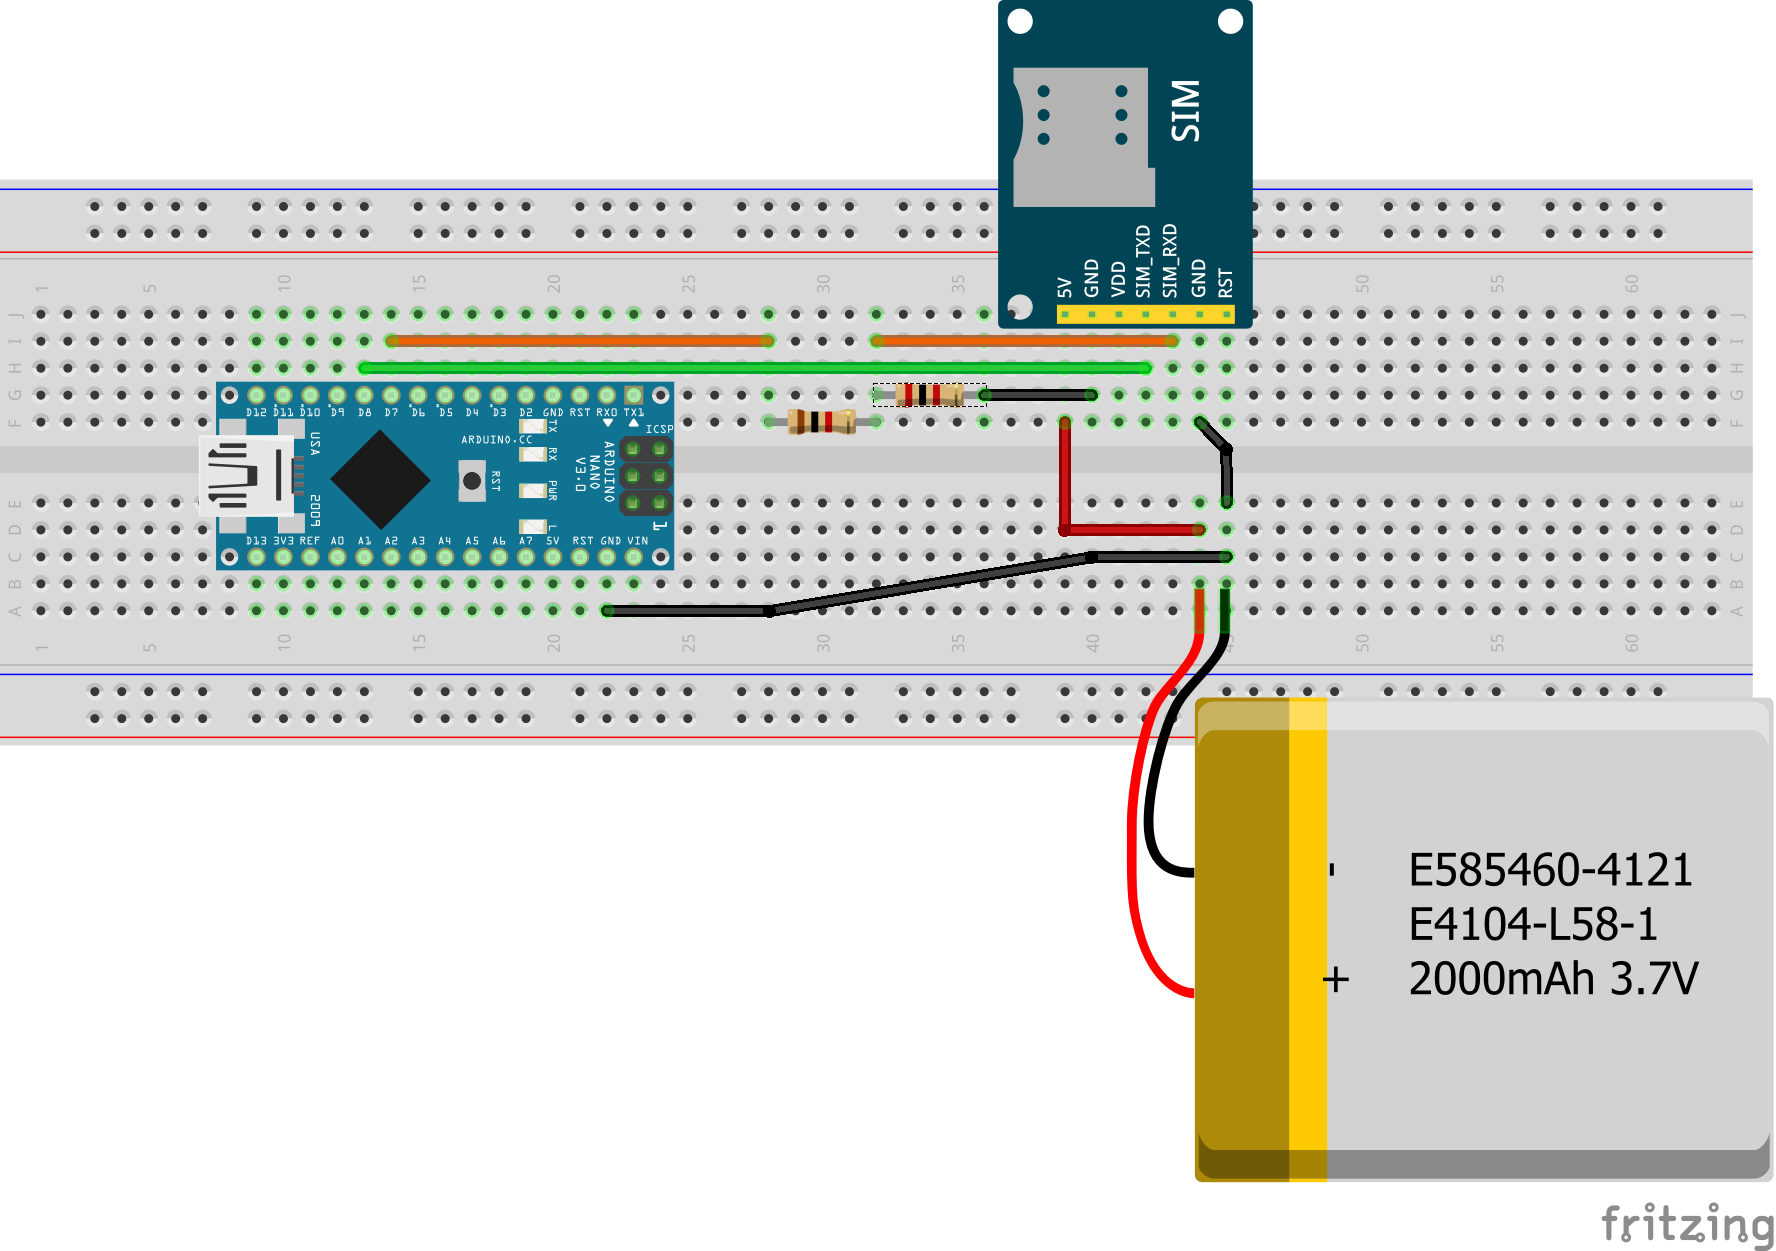 SIM
5V GND VDD SIM_TXD SIM_RXD GND RST
1 5 10 15 20 25 30 35 50 55 60
J J
I I
H H
G G
F F
D12 D11 D10 D9 D8 D7 D6 D5 D4 D3 D2 GND RST RX0 TX1
TX
RX
PWR
L
ICSP
ARDUINO.CC
ARDUINO
NANO
V3.0
RST
USA
2009
1
D13 3V3 REF A0 A1 A2 A3 A4 A5 A6 A7 5V RST GND VIN
E E
D D
C C
B B
A A
1 5 10 15 20 25 30 35 40 45 50 55 60
- E585460-4121
E4104-L58-1
+ 2000mAh 3.7V
fritzing